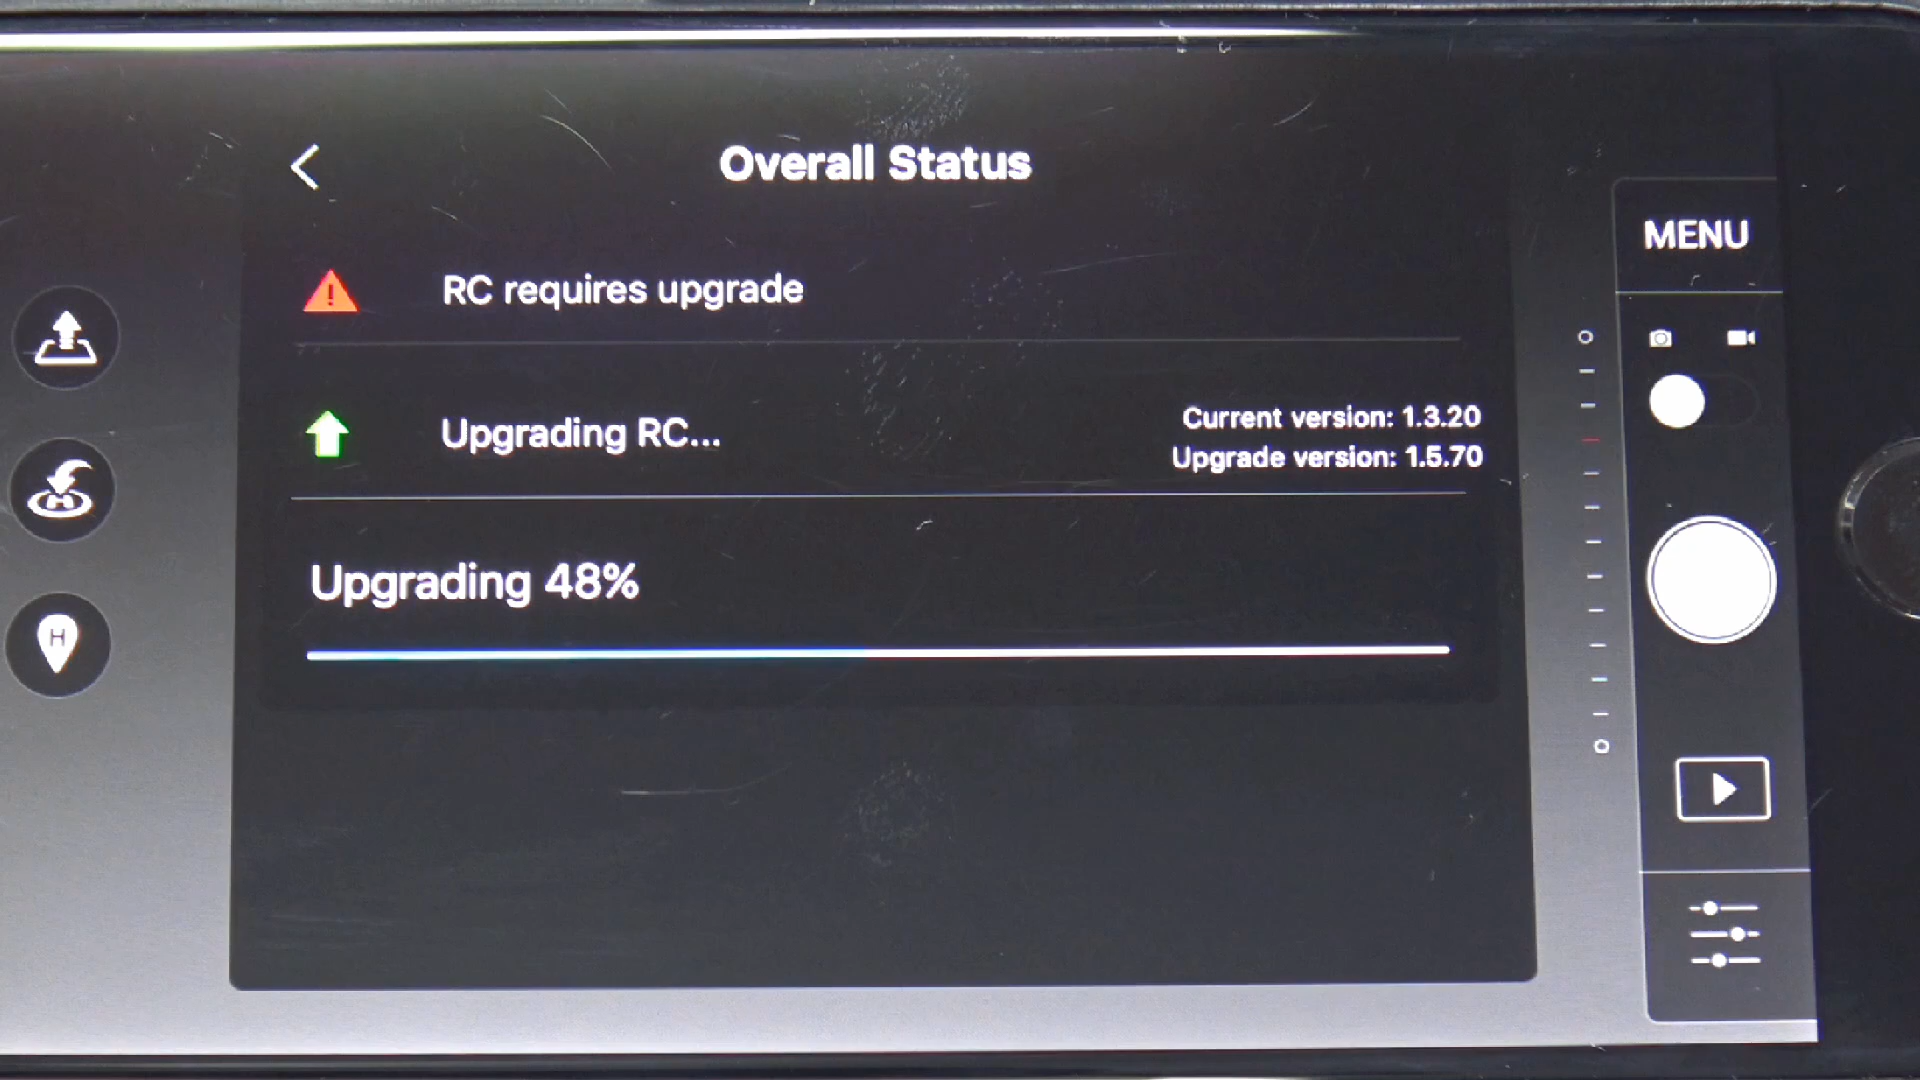 Overall Status
MENU
RC requires upgrade
Upgrading RC...
Current version: 1.3.20
Upgrade version: 1.5.70
Upgrading 48%
H
H